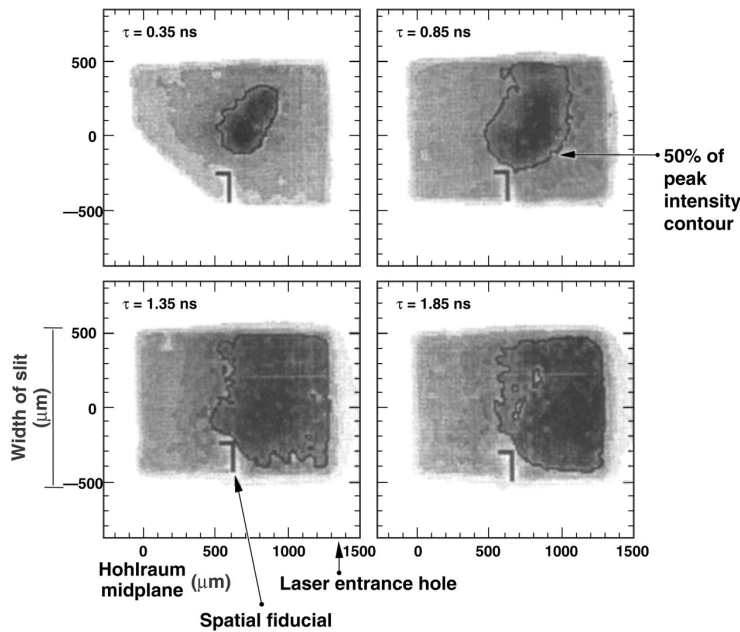 τ = 0.35 ns
τ = 0.85 ns
500
0
—500
50% of
peak
intensity
contour
τ = 1.35 ns
τ = 1.85 ns
Width of slit
(μm)
500
0
—500
0 500 1000 1500
0 500 1000 1500
Hohlraum
midplane
(μm)
Laser entrance hole
Spatial fiducial